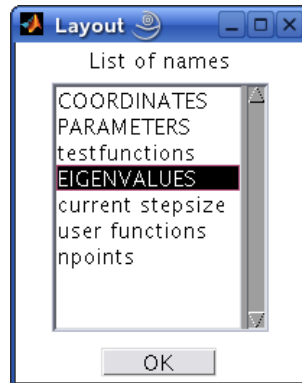 Layout
List of names
COORDINATES
PARAMETERS
testfunctions
EIGENVALUES
current stepsize
user functions
npoints
OK